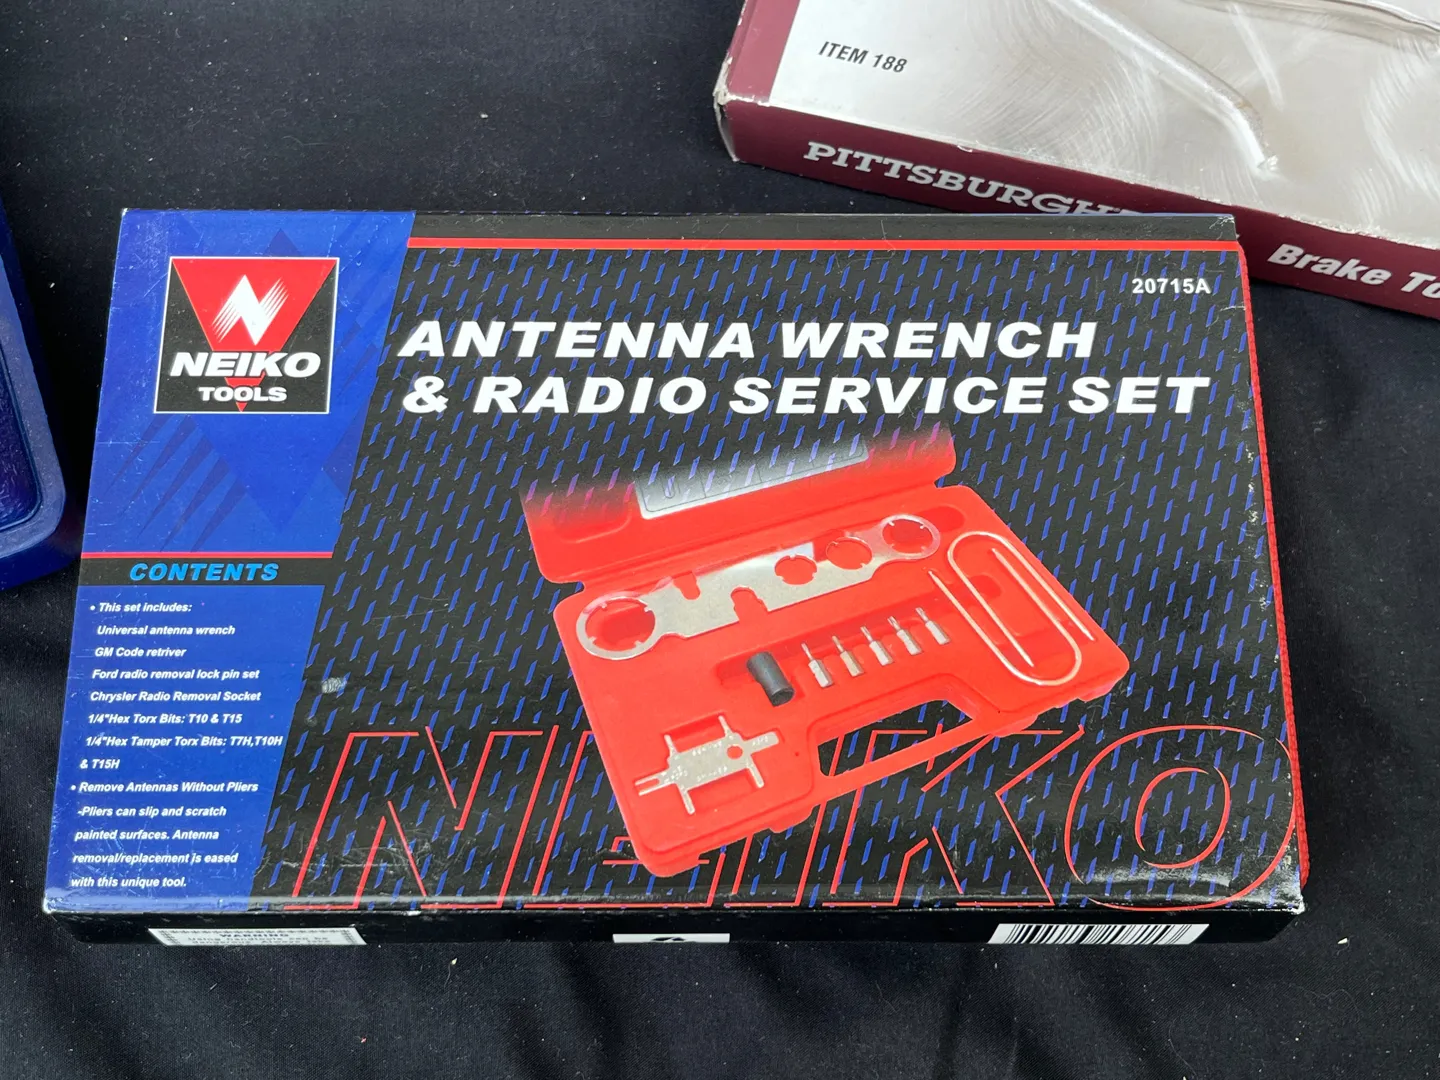 ITEM 188
PITTSBURGH
Brake
NEIKO
TOOLS
20715A
ANTENNA WRENCH
& RADIO SERVICE SET
CONTENTS
• This set includes:
Universal antenna wrench
GM Code retriver
Ford radio removal lock pin set
Chrysler Radio Removal Socket
1/4"Hex Torx Bits: T10 & T15
1/4"Hex Tamper Torx Bits: T7H,T10H
& T15H
• Remove Antennas Without Pliers
-Pliers can slip and scratch
painted surfaces. Antenna
removal/replacement is eased
with this unique tool.
NEIKO
WARNING